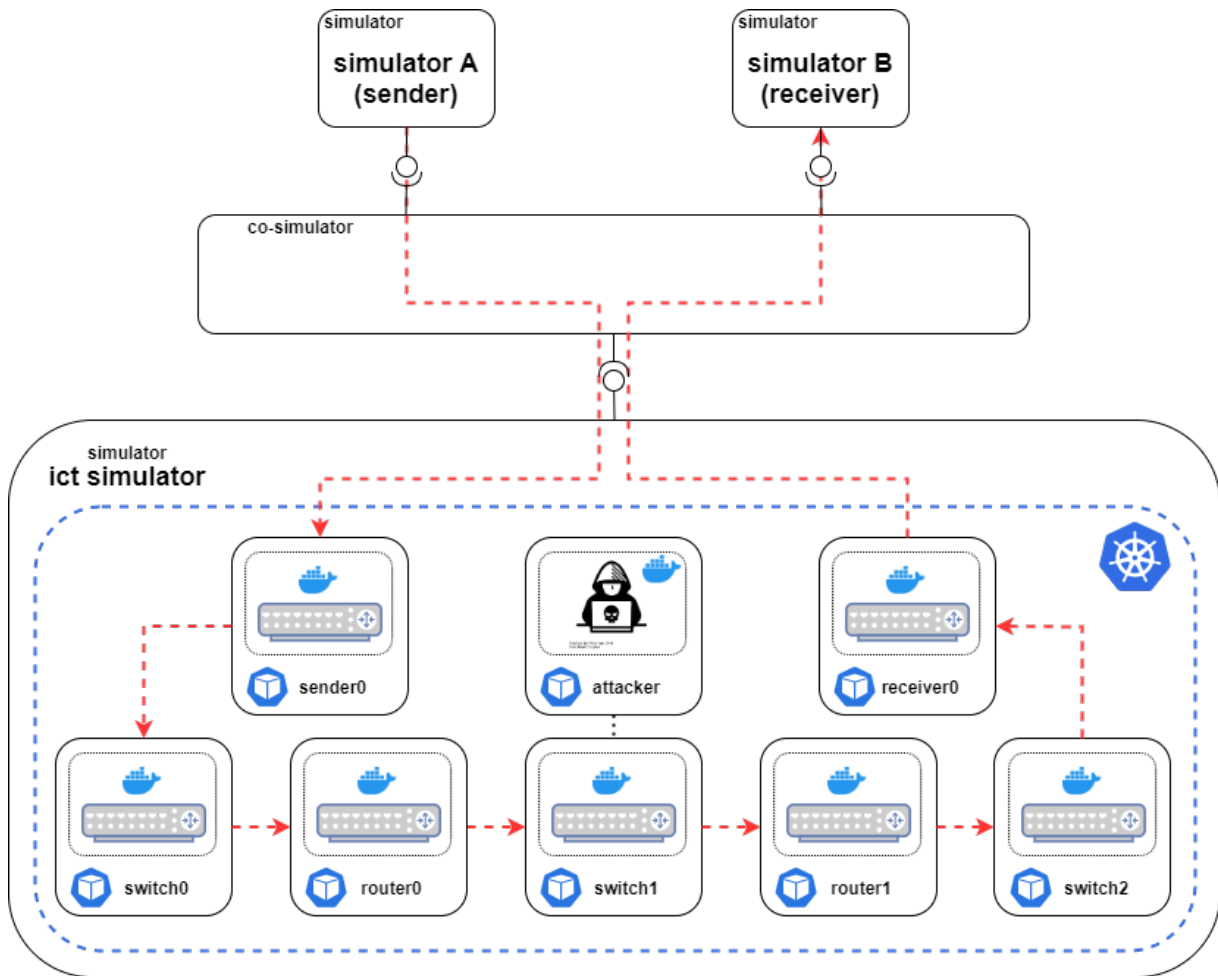 simulator
simulator A
(sender)
simulator
simulator B
(receiver)
co-simulator
simulator
ict simulator
sender0
attacker
receiver0
switch0
router0
switch1
router1
switch2